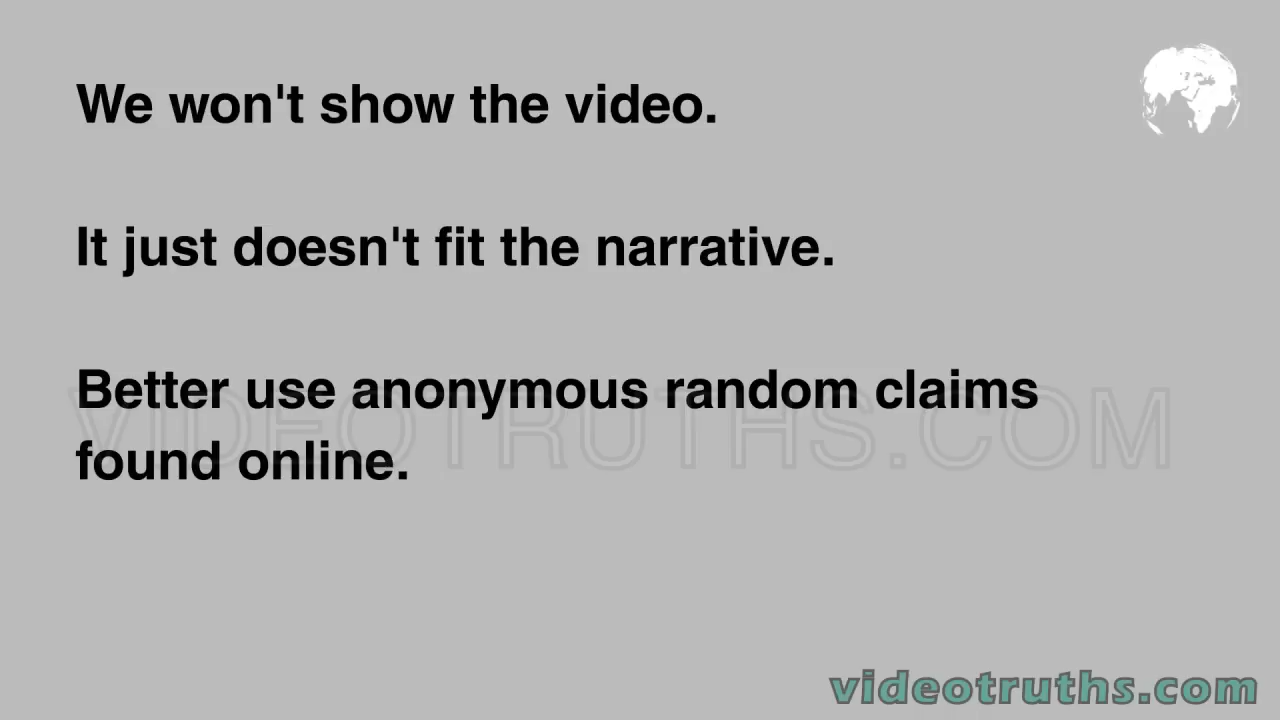 We won't show the video.
It just doesn't fit the narrative.
Better use anonymous random claims
found online.
VIDEOTRUTHS.COM
videotruths.com